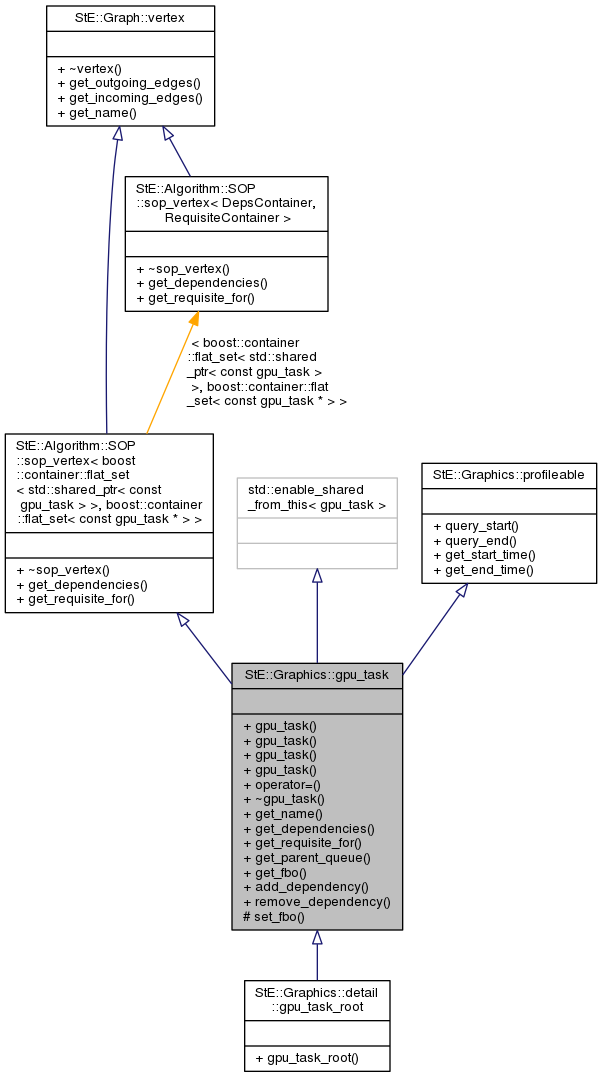 StE::Graph::vertex
+ ~vertex()
+ get_outgoing_edges()
+ get_incoming_edges()
+ get_name()
StE::Algorithm::SOP
::sop_vertex< DepsContainer,
RequisiteContainer >
+ ~sop_vertex()
+ get_dependencies()
+ get_requisite_for()
< boost::container
::flat_set< std::shared
_ptr< const gpu_task >
>, boost::container::flat
_set< const gpu_task * > >
StE::Algorithm::SOP
::sop_vertex< boost
::container::flat_set
< std::shared_ptr< const
gpu_task > >, boost::container
::flat_set< const gpu_task * > >
+ ~sop_vertex()
+ get_dependencies()
+ get_requisite_for()
std::enable_shared
_from_this< gpu_task >
StE::Graphics::profileable
+ query_start()
+ query_end()
+ get_start_time()
+ get_end_time()
StE::Graphics::gpu_task
+ gpu_task()
+ gpu_task()
+ gpu_task()
+ gpu_task()
+ operator=()
+ ~gpu_task()
+ get_name()
+ get_dependencies()
+ get_requisite_for()
+ get_parent_queue()
+ get_fbo()
+ add_dependency()
+ remove_dependency()
# set_fbo()
StE::Graphics::detail
::gpu_task_root
+ gpu_task_root()